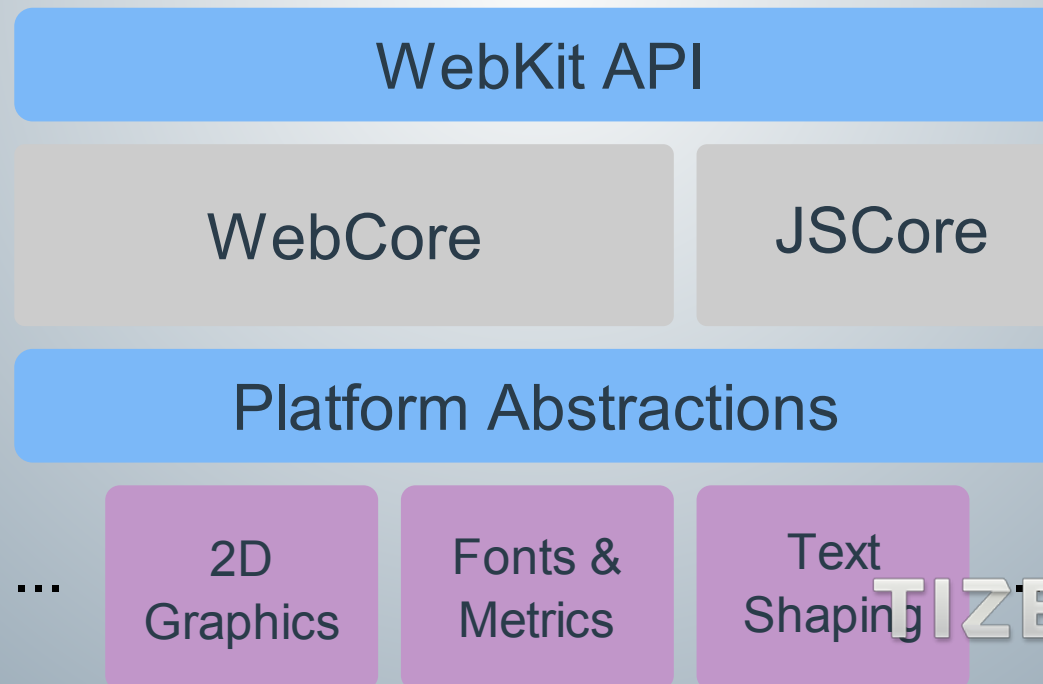 WebKit API
WebCore
JSCore
Platform Abstractions
...
2D
Graphics
Fonts &
Metrics
Text
Shaping